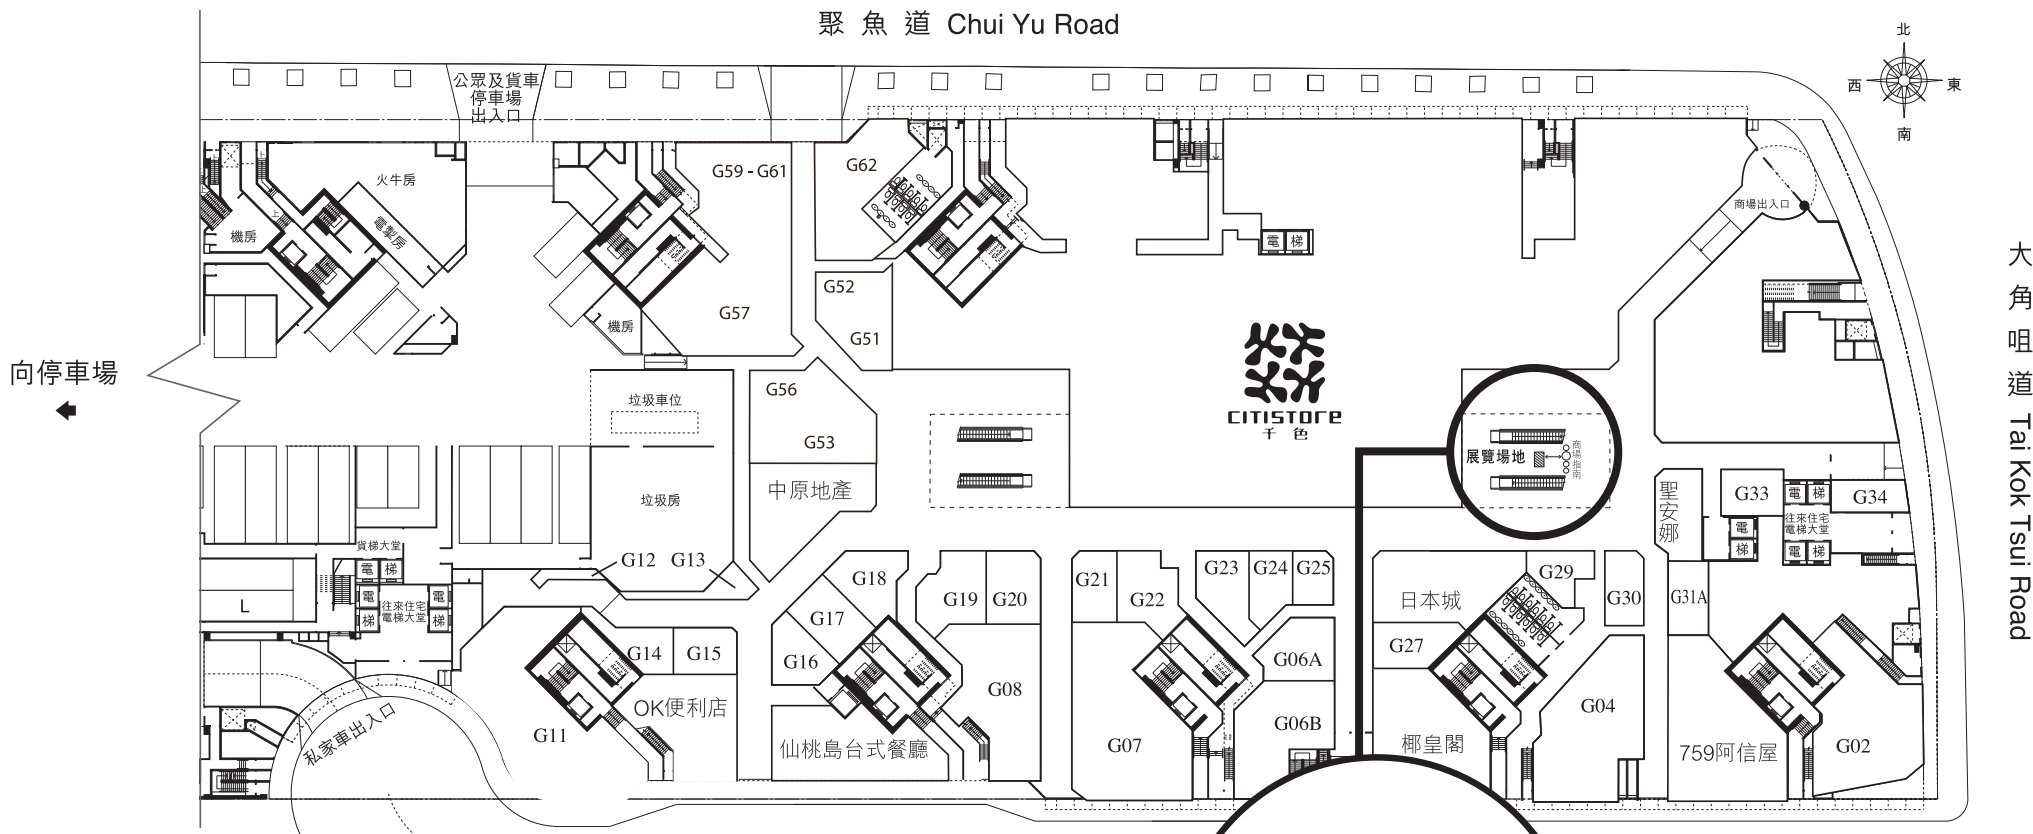 聚魚道 Chui Yu Road
北
西
東
南
公眾及貨車
停車場
出入口
火牛房
電掣房
機房
上
上
上
G59 - G61
G62
G57
機房
G52
G51
電 梯
商場出入口
大角咀道 Tai Kok Tsui Road
向停車場
CITISTORE
千色
垃圾車位
垃圾房
G56
G53
中原地產
展覽場地
商場指南
聖安娜
G33
電 梯
G34
往來住宅
電梯大堂
電 梯
電
梯
貨梯大堂
電 梯
電
梯
往來住宅
電梯大堂
電
梯
L
G12
G13
G18
G17
G16
G19
G20
G21
G22
G23
G24
G25
日本城
G29
G30
G31A
G27
G14
G15
OK便利店
G11
仙桃島台式餐廳
G08
G07
G06A
G06B
椰皇閣
G04
759阿信屋
G02
私家車出入口